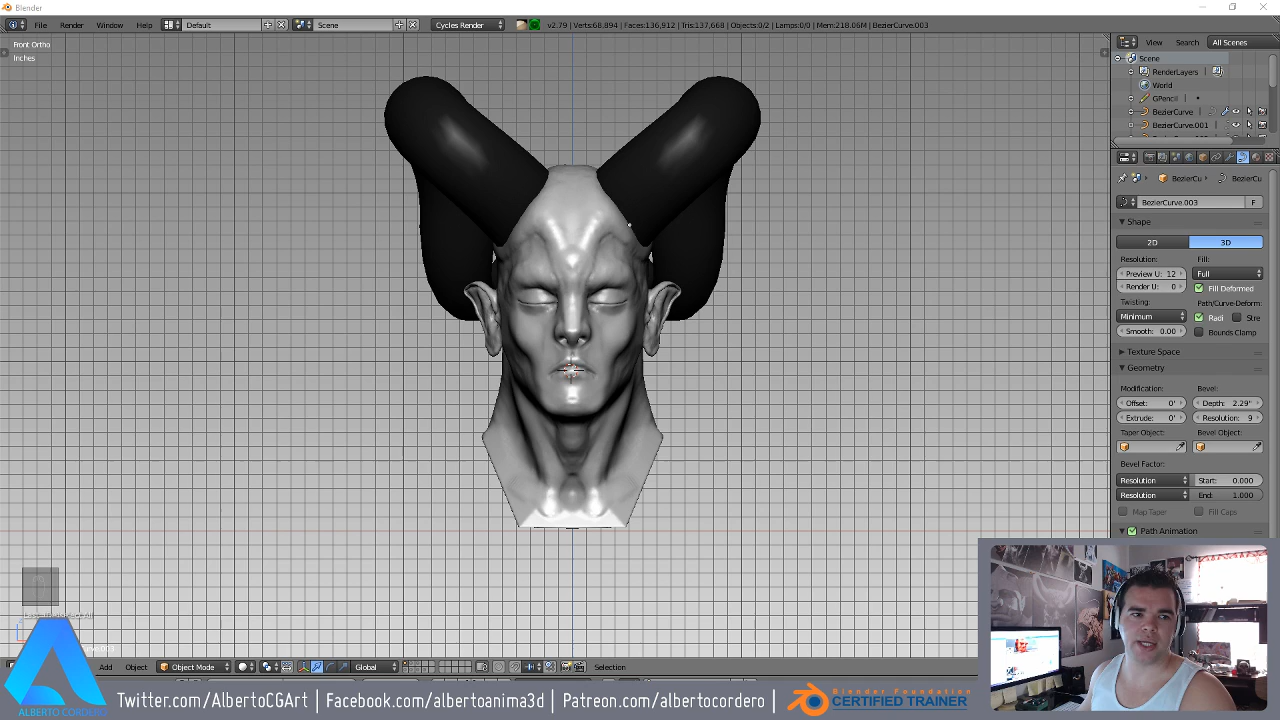 Blender
File Render Window Help Default Scene Cycles Render v2.79 | Verts:68,894 | Faces:136,912 | Tris:137,668 | Objects:0/2 | Lamps:0/0 | Mem:218.06M | BezierCurve.003
Front Ortho
Inches
View Search All Scenes
Scene
RenderLayers
World
GPencil
BezierCurve
BezierCurve.001
BezierCu BezierCu
BezierCurve.003 F
Shape
2D 3D
Resolution: Fill:
Preview U: 12 Full
Render U: 0 Fill Deformed
Twisting: Path/Curve-Deform:
Minimum Radi Stre
Smooth: 0.00 Bounds Clamp
Texture Space
Geometry
Modification: Bevel:
Offset: 0" Depth: 2.29"
Extrude: 0" Resolution: 9
Taper Object: Bevel Object:
Bevel Factor:
Resolution Start: 0.000
Resolution End: 1.000
Map Taper Fill Caps
Path Animation
Add Object Object Mode Global Selection
ALBERTO CORDERO
Twitter.com/AlbertoCGArt | Facebook.com/albertoanima3d | Patreon.com/albertocordero |
Blender Foundation
CERTIFIED TRAINER